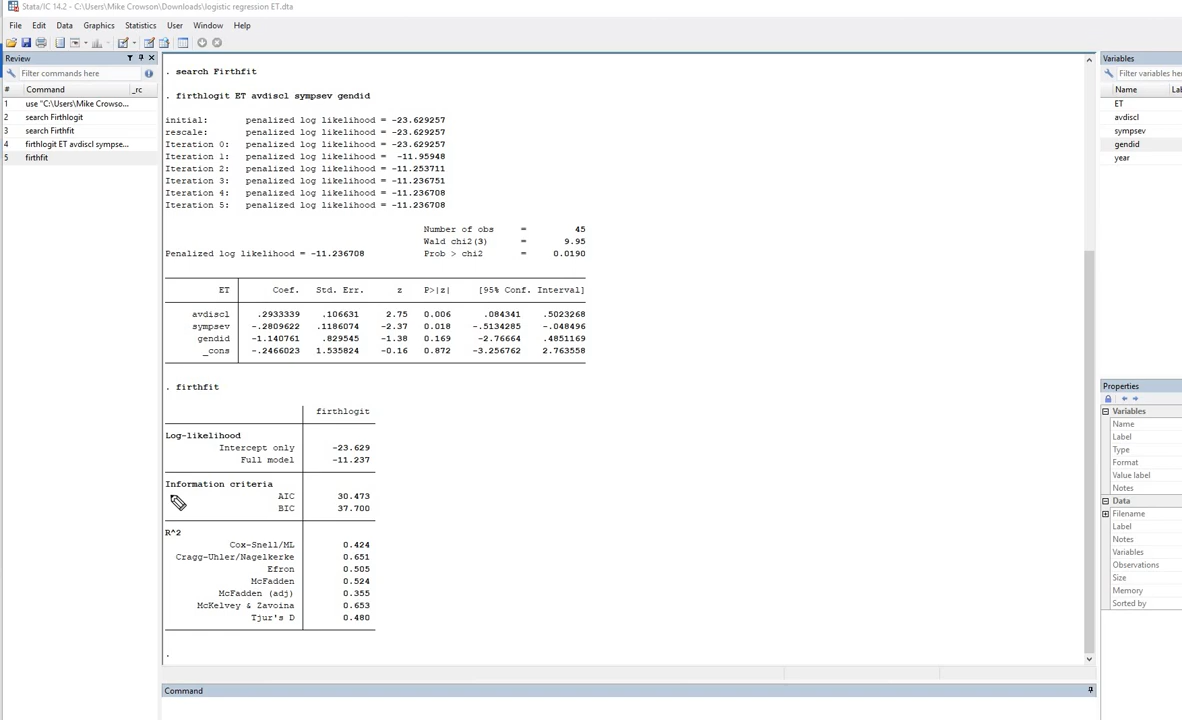 Stata/IC 14.2 - C:\Users\Mike Crowson\Downloads\logistic regression ET.dta
File Edit Data Graphics Statistics User Window Help
Review
Filter commands here
# Command _rc
1 use "C:\Users\Mike Crowso...
2 search Firthlogit
3 search Firthfit
4 firthlogit ET avdiscl sympse...
5 firthfit
. search Firthfit
. firthlogit ET avdiscl sympsev gendid
initial: penalized log likelihood = -23.629257
rescale: penalized log likelihood = -23.629257
Iteration 0: penalized log likelihood = -23.629257
Iteration 1: penalized log likelihood = -11.95948
Iteration 2: penalized log likelihood = -11.253711
Iteration 3: penalized log likelihood = -11.236751
Iteration 4: penalized log likelihood = -11.236708
Iteration 5: penalized log likelihood = -11.236708
Number of obs = 45
Wald chi2(3) = 9.95
Penalized log likelihood = -11.236708 Prob > chi2 = 0.0190
ET Coef. Std. Err. z P>|z| [95% Conf. Interval]
avdiscl .2933339 .106631 2.75 0.006 .084341 .5023268
sympsev -.2809622 .1186074 -2.37 0.018 -.5134285 -.048496
gendid -1.140761 .829545 -1.38 0.169 -2.76664 .4851169
_cons -.2466023 1.535824 -0.16 0.872 -3.256762 2.763558
. firthfit
firthlogit
Log-likelihood
Intercept only -23.629
Full model -11.237
Information criteria
AIC 30.473
BIC 37.700
R^2
Cox-Snell/ML 0.424
Cragg-Uhler/Nagelkerke 0.651
Efron 0.505
McFadden 0.524
McFadden (adj) 0.355
McKelvey & Zavoina 0.653
Tjur's D 0.480
.
Command
Variables
Filter variables here
Name
ET
avdiscl
sympsev
gendid
year
Properties
Variables
Name
Label
Type
Format
Value label
Notes
Data
Filename
Label
Notes
Variables
Observations
Size
Memory
Sorted by